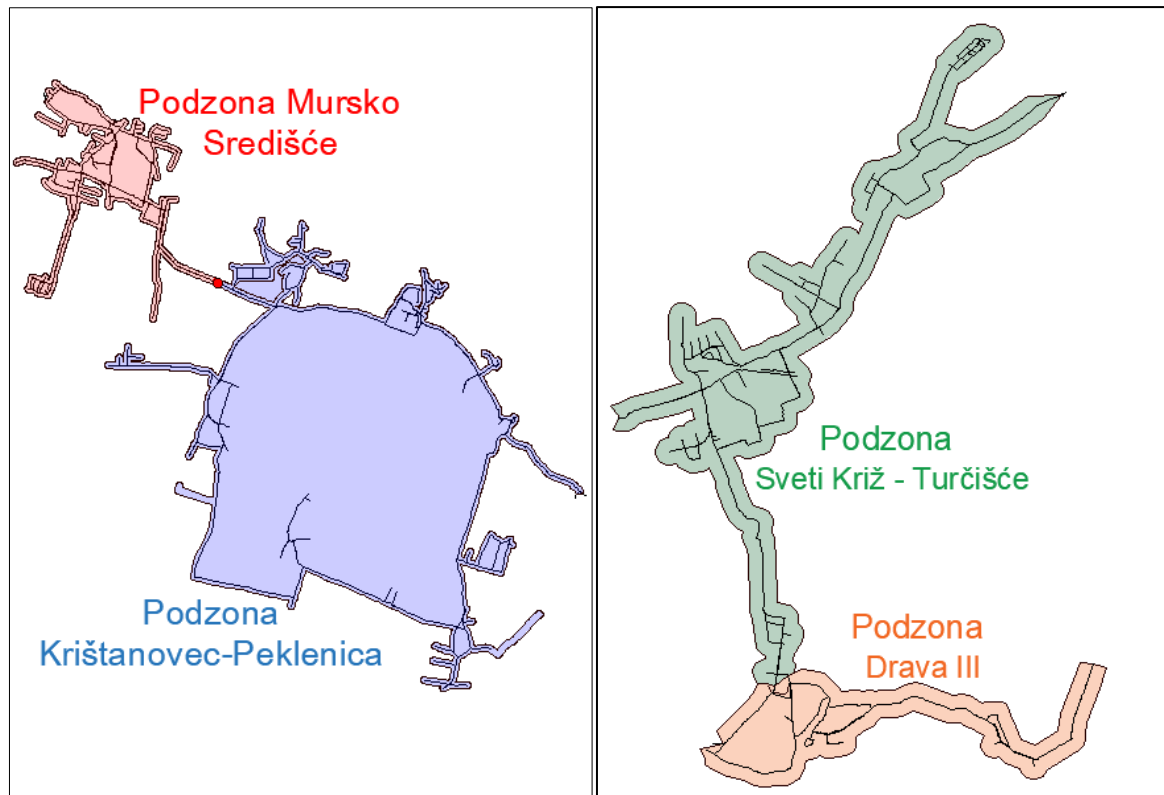 Podzona Mursko
Središće
Podzona
Krištanovec-Peklenica
Podzona
Sveti Križ - Turčišće
Podzona
Drava III